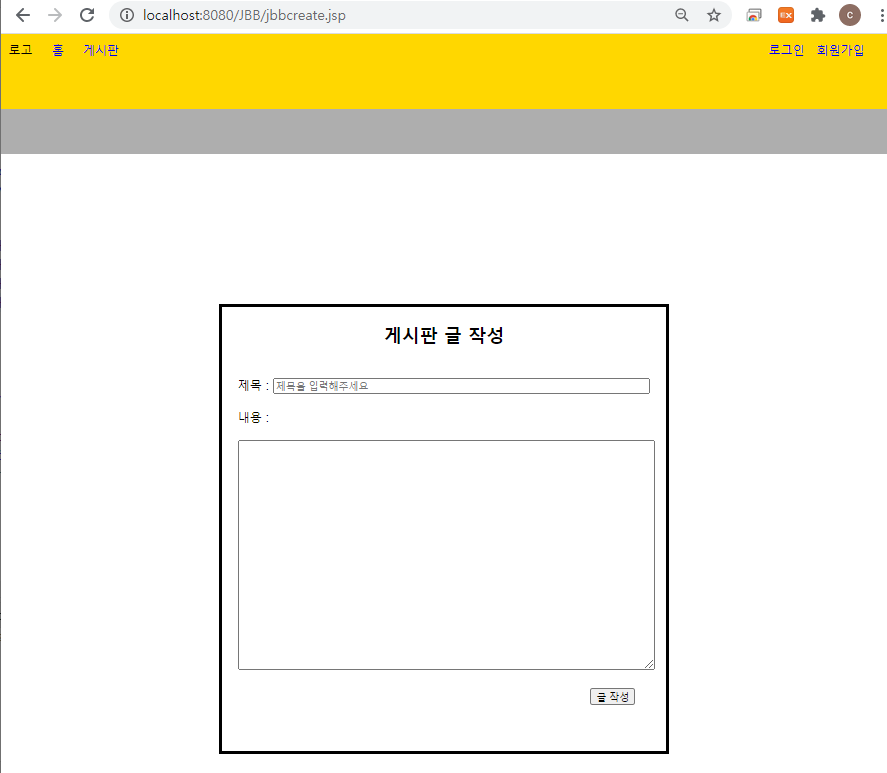 localhost:8080/JBB/jbbcreate.jsp
EX
c
로고 홈 게시판 로그인 회원가입
게시판 글 작성
제목 : 제목을 입력해주세요
내용 :
글 작성